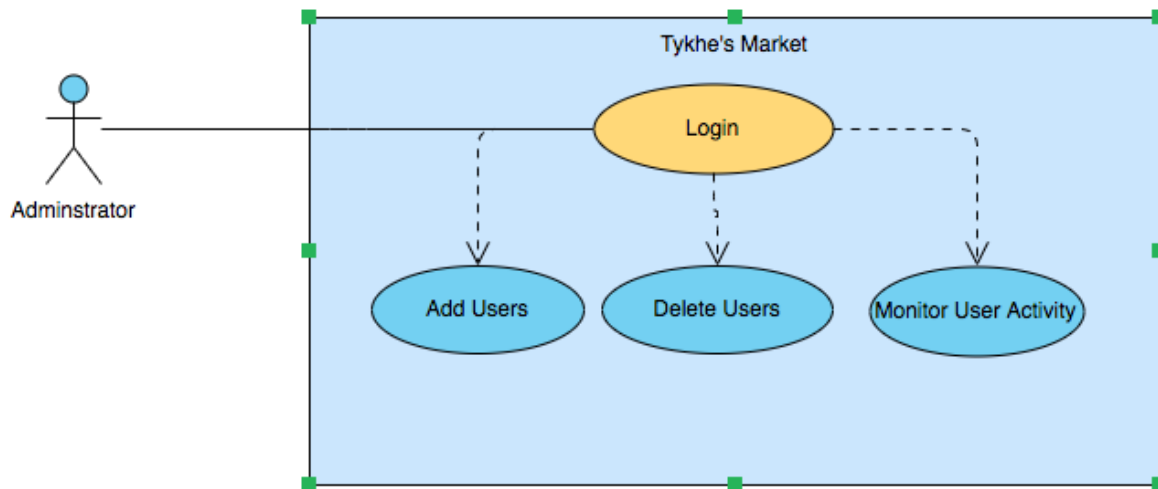 Tykhe's Market
Login
Adminstrator
Add Users
Delete Users
Monitor User Activity